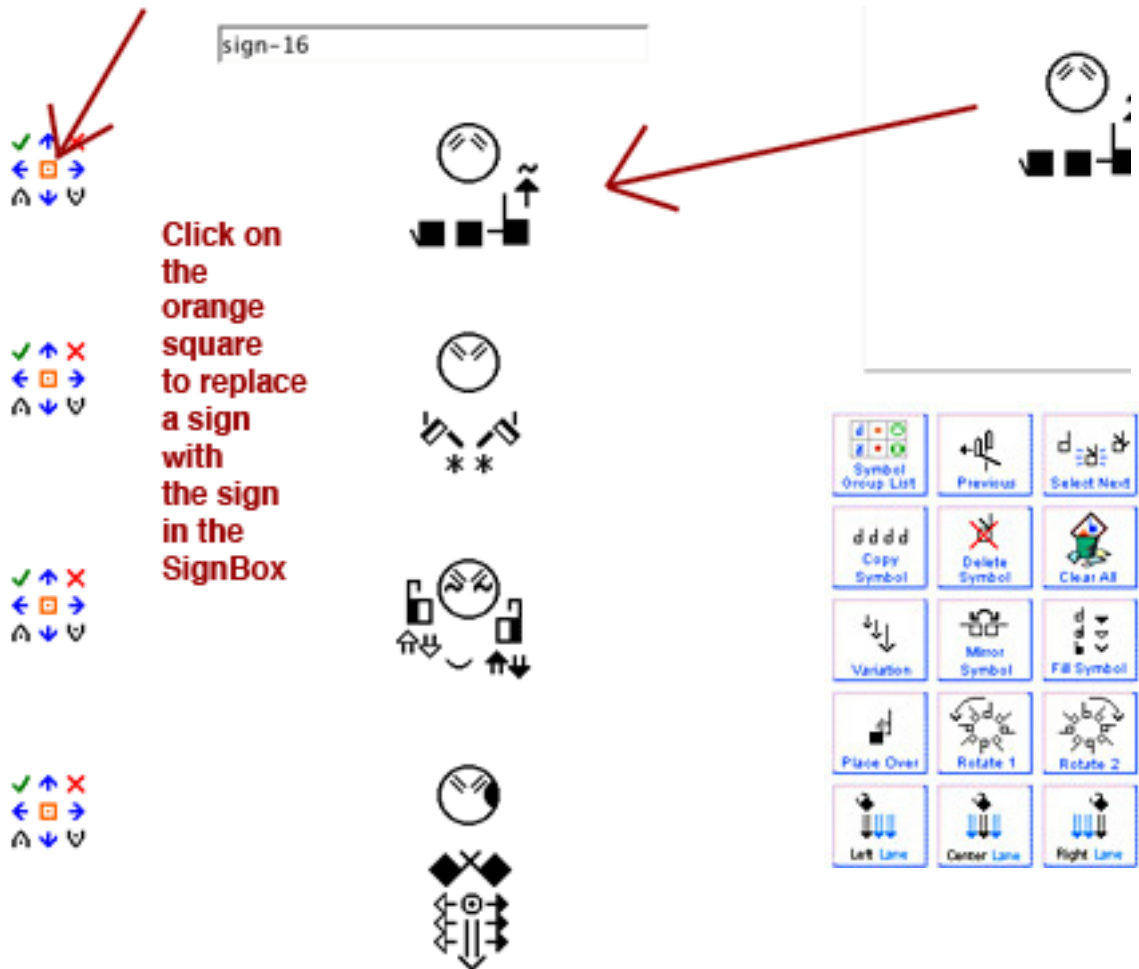 sign-16
Click on
the
orange
square
to replace
a sign
with
the sign
in the
SignBox
Symbol
Group List
Previous
Select Next
Copy
Symbol
Delete
Symbol
Clear All
Variation
Mirror
Symbol
Fill Symbol
Place Over
Rotate 1
Rotate 2
Left Lane
Center Lane
Right Lane